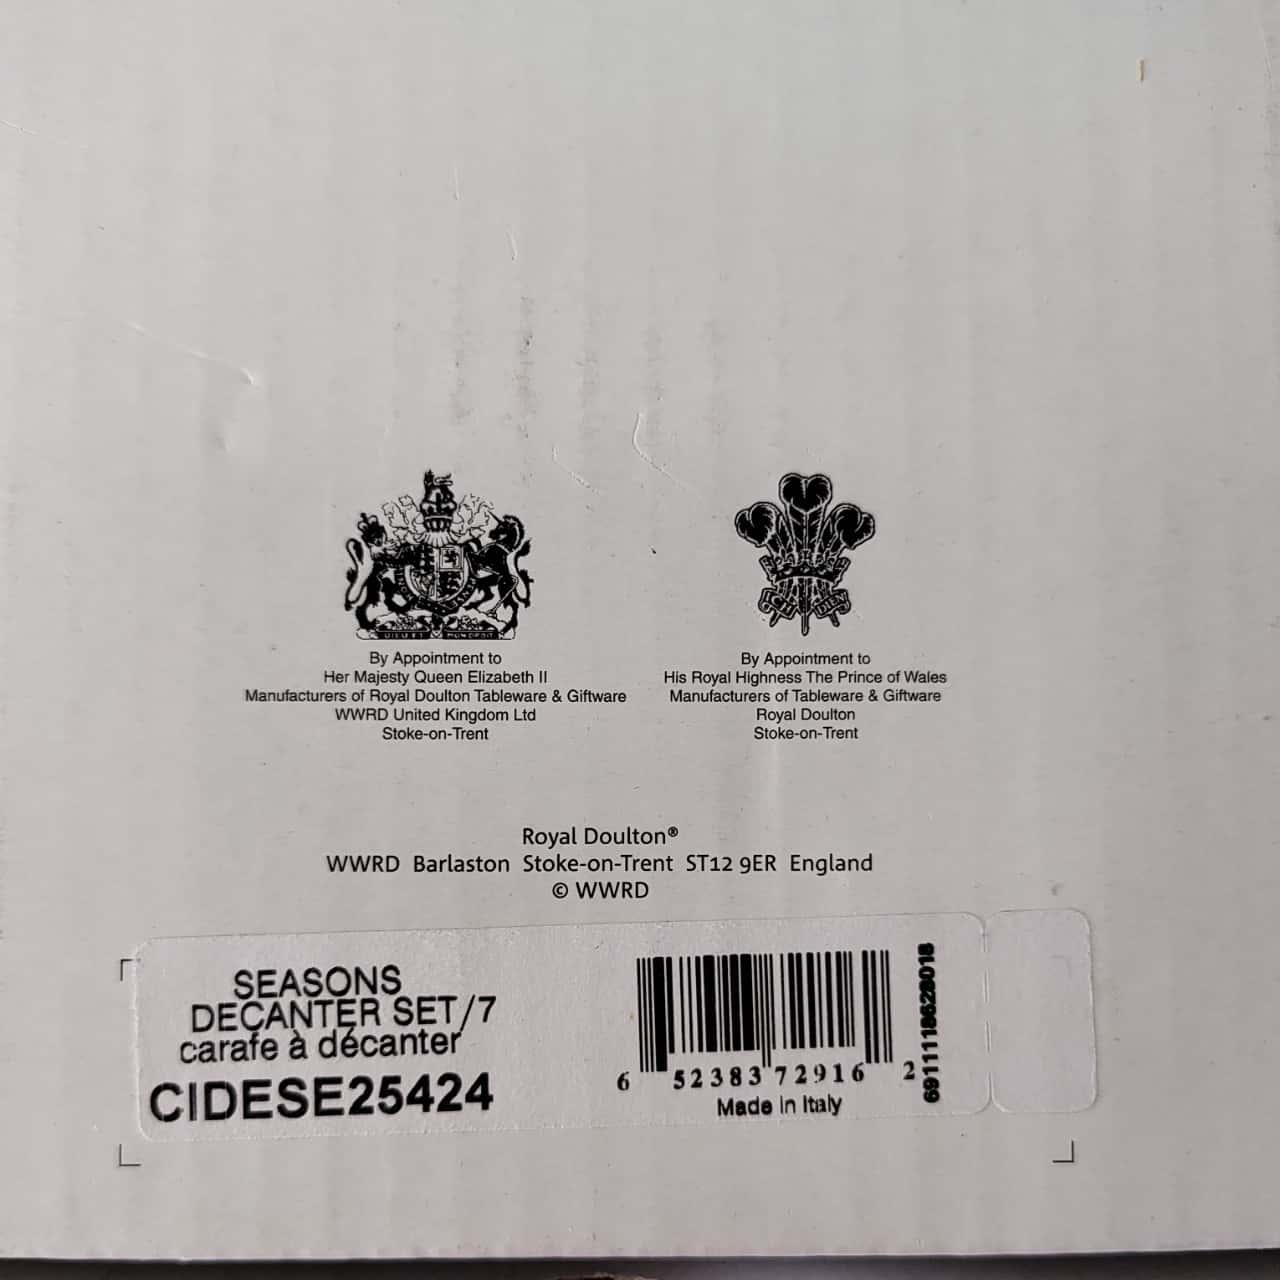 ICH DIEN
By Appointment to
Her Majesty Queen Elizabeth II
Manufacturers of Royal Doulton Tableware & Giftware
WWRD United Kingdom Ltd
Stoke-on-Trent
By Appointment to
His Royal Highness The Prince of Wales
Manufacturers of Tableware & Giftware
Royal Doulton
Stoke-on-Trent
Royal Doulton®
WWRD Barlaston Stoke-on-Trent ST12 9ER England
© WWRD
SEASONS
DECANTER SET/7
carafe à décanter
CIDESE25424
6 52383 72916 2
Made in Italy
6911118628018